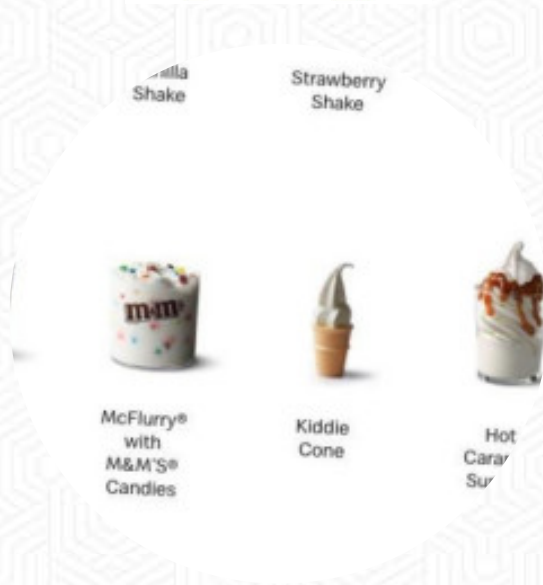 Shake
Strawberry
Shake
m&m's
McFlurry®
with
M&M'S®
Candies
Kiddie
Cone
Hot